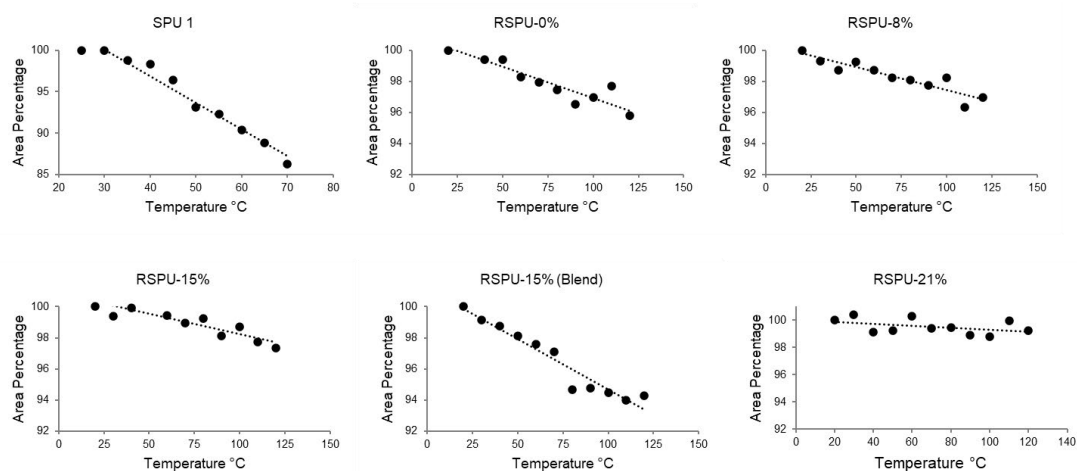 SPU 1
100
95
90
85
20 30 40 50 60 70 80
Area Percentage
Temperature °C
RSPU-0%
100
98
96
94
92
0 25 50 75 100 125 150
Area percentage
Temperature °C
RSPU-8%
100
98
96
94
92
0 25 50 75 100 125 150
Area Percentage
Temperature °C
RSPU-15%
100
98
96
94
92
0 25 50 75 100 125 150
Area Percentage
Temperature °C
RSPU-15% (Blend)
100
98
96
94
92
0 25 50 75 100 125 150
Area Percentage
Temperature °C
RSPU-21%
100
98
96
94
92
0 20 40 60 80 100 120 140
Area Percentage
Temperature °C